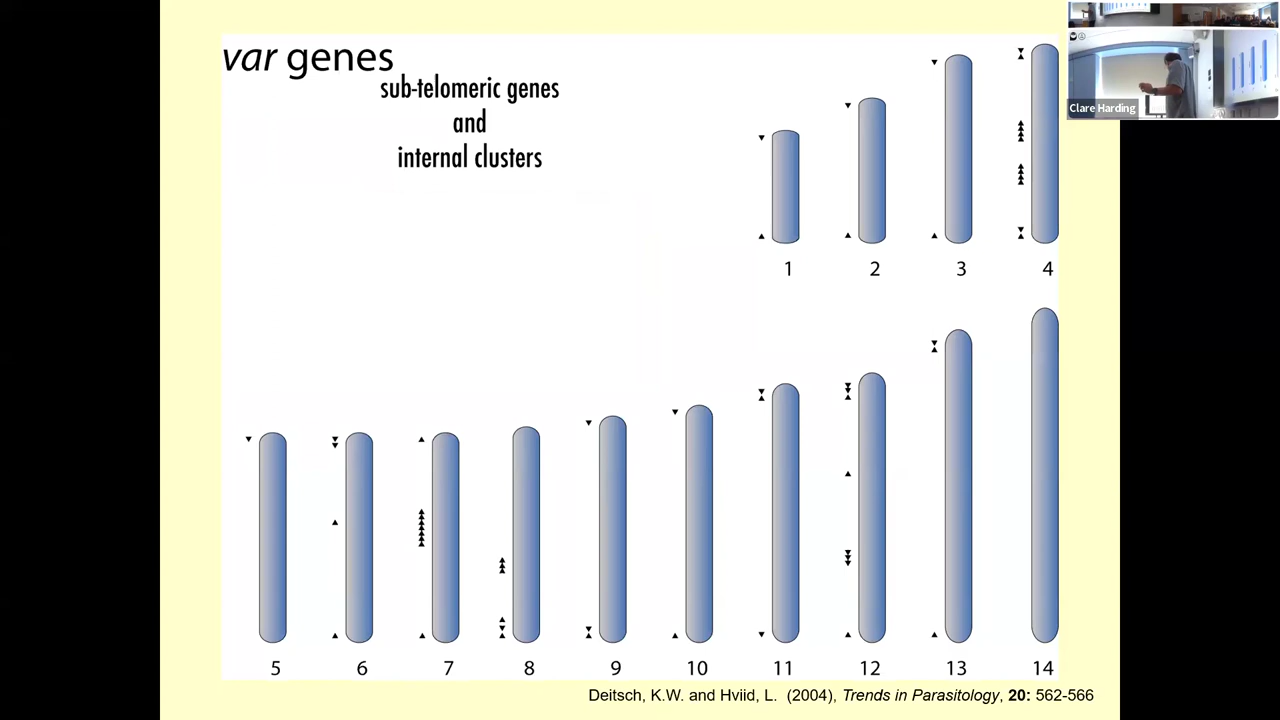 var genes
sub-telomeric genes
and
internal clusters
Clare Harding
1 2 3 4
5 6 7 8 9 10 11 12 13 14
Deitsch, K.W. and Hviid, L. (2004), Trends in Parasitology, 20: 562-566